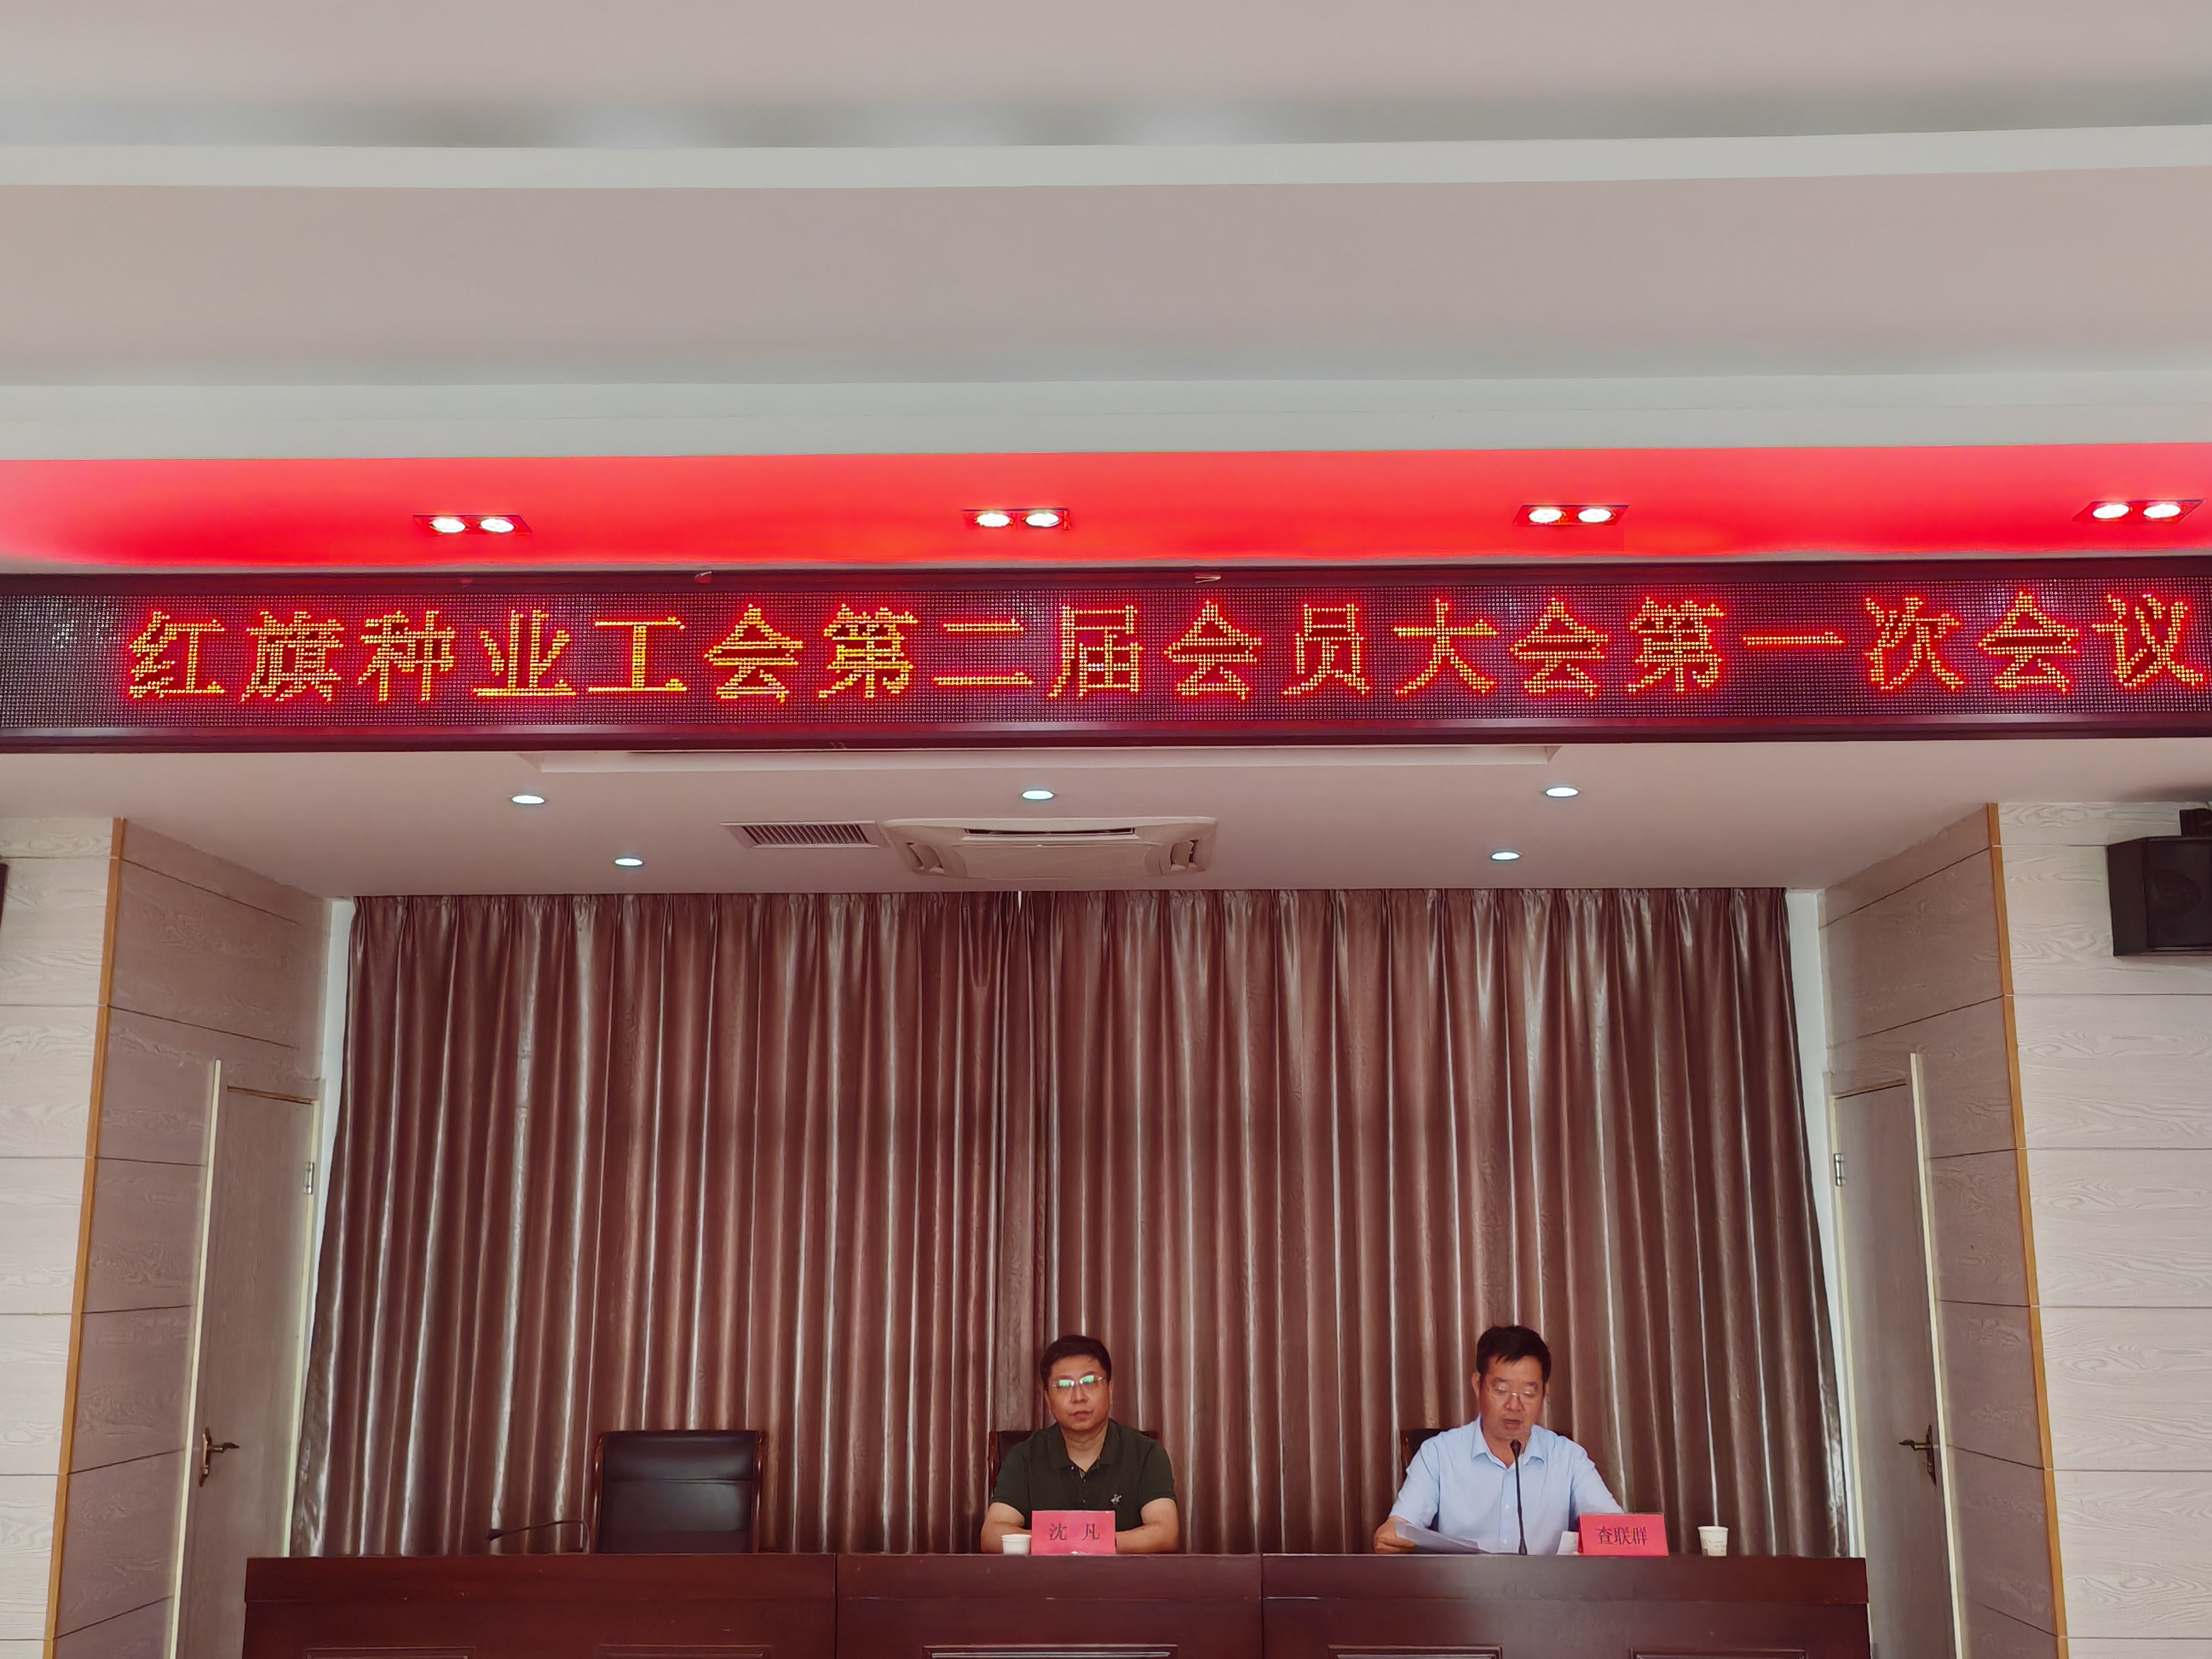 红旗种业工会第二届会员大会第一次会议
沈 凡
查联群